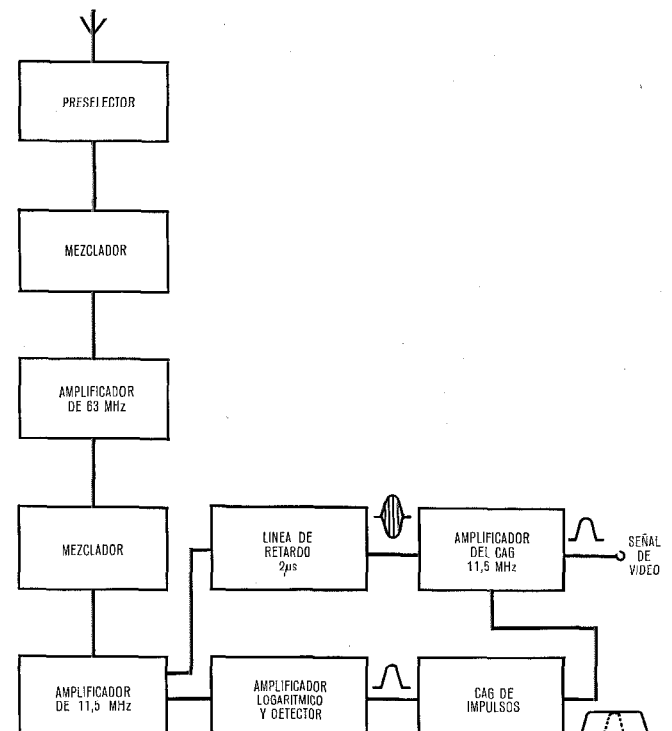 PRESELECTOR
MEZCLADOR
AMPLIFICADOR
DE 63 MHz
MEZCLADOR
LINEA DE
RETARDO
2µs
AMPLIFICADOR
DEL CAG
11,5 MHz
SEÑAL
DE
VIDEO
AMPLIFICADOR
DE 11,5 MHz
AMPLIFICADOR
LOGARITMICO
Y DETECTOR
CAG DE
IMPULSOS